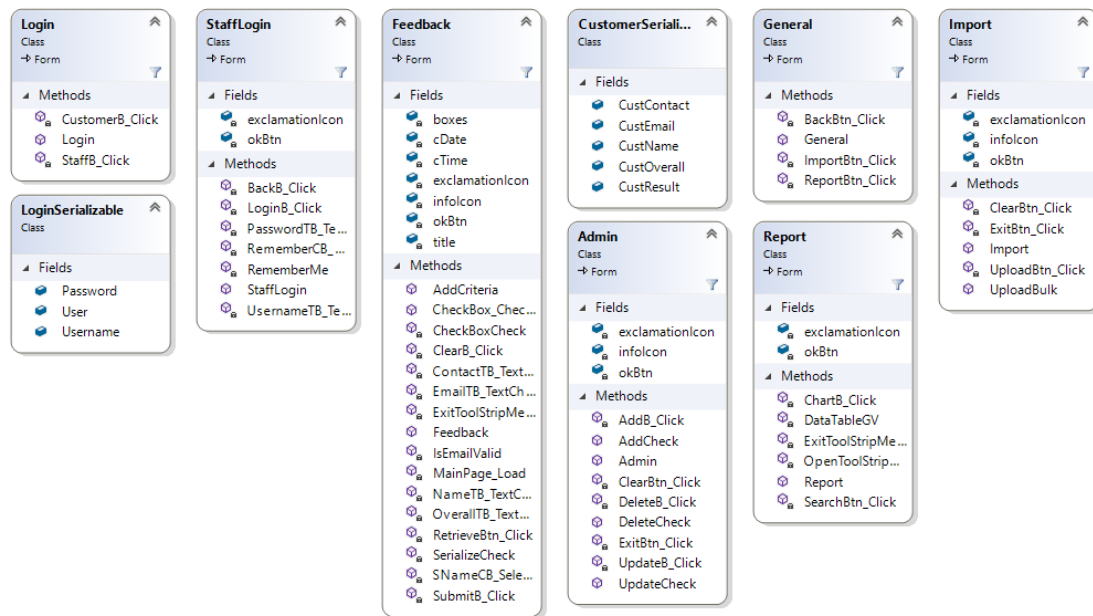 Login
Class
→ Form
Methods
CustomerB_Click
Login
StaffB_Click
LoginSerializable
Class
Fields
Password
User
Username
StaffLogin
Class
→ Form
Fields
exclamationIcon
okBtn
Methods
BackB_Click
LoginB_Click
PasswordTB_Te...
RememberCB_...
RememberMe
StaffLogin
UsernameTB_Te...
Feedback
Class
→ Form
Fields
boxes
cDate
cTime
exclamationIcon
infoIcon
okBtn
title
Methods
AddCriteria
CheckBox_Chec...
CheckBoxCheck
ClearB_Click
ContactTB_Text...
EmailTB_TextCh...
ExitToolStripMe...
Feedback
IsEmailValid
MainPage_Load
NameTB_TextC...
OverallTB_Text...
RetrieveBtn_Click
SerializeCheck
SNameCB_Sele...
SubmitB_Click
CustomerSeriali...
Class
Fields
CustContact
CustEmail
CustName
CustOverall
CustResult
Admin
Class
→ Form
Fields
exclamationIcon
infoIcon
okBtn
Methods
AddB_Click
AddCheck
Admin
ClearBtn_Click
DeleteB_Click
DeleteCheck
ExitBtn_Click
UpdateB_Click
UpdateCheck
General
Class
→ Form
Methods
BackBtn_Click
General
ImportBtn_Click
ReportBtn_Click
Report
Class
→ Form
Fields
exclamationIcon
okBtn
Methods
ChartB_Click
DataTableGV
ExitToolStripMe...
OpenToolStrip...
Report
SearchBtn_Click
Import
Class
→ Form
Fields
exclamationIcon
infoIcon
okBtn
Methods
ClearBtn_Click
ExitBtn_Click
Import
UploadBtn_Click
UploadBulk